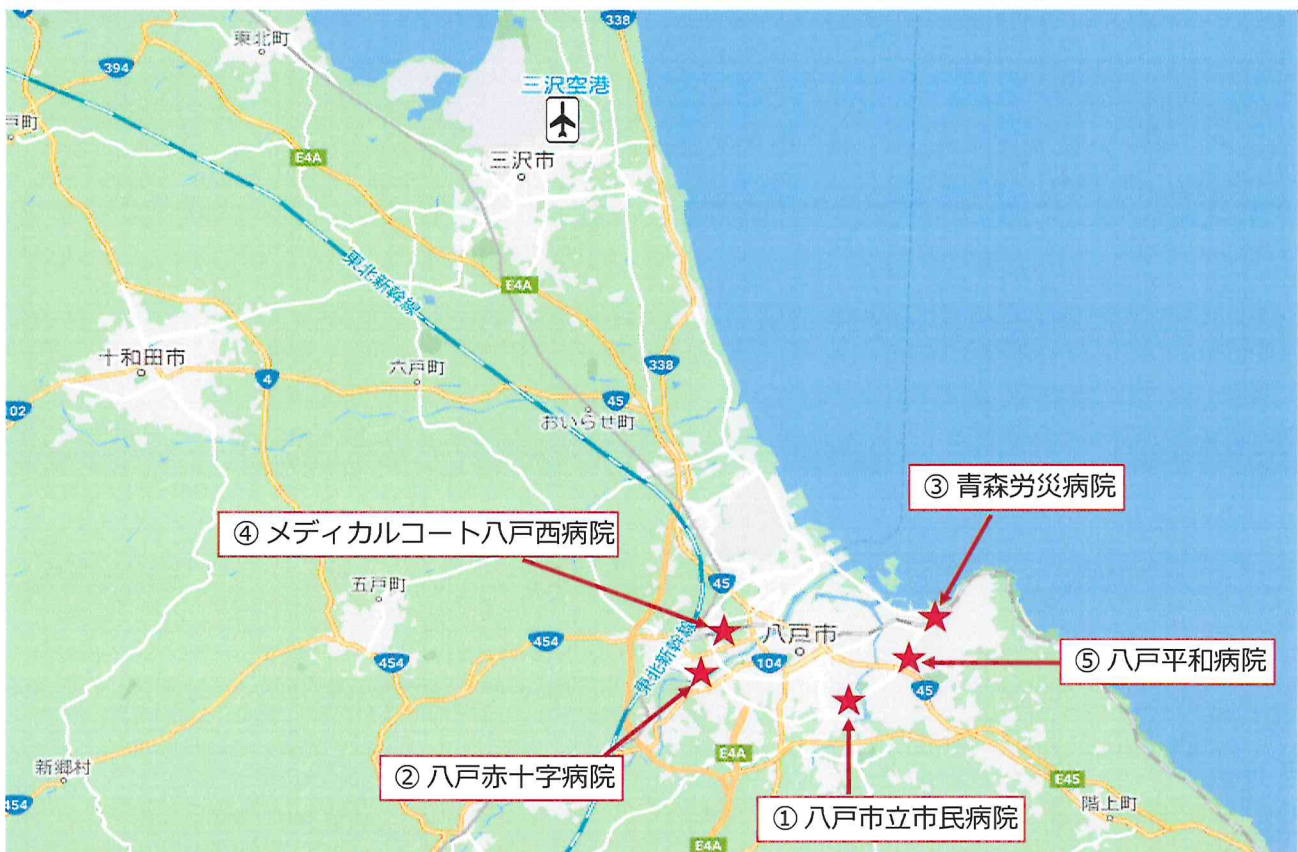 338
東北町
4
394
三沢空港
戸町
E4A
三沢市
東北新幹線
E4A
十和田市
六戸町
338
4
102
45
おいらせ町
③ 青森労災病院
④ メディカルコート八戸西病院
45
五戸町
八戸市
454
東北新幹線
104
⑤ 八戸平和病院
454
45
E4A
② 八戸赤十字病院
新郷村
E45
454
階上町
① 八戸市立市民病院
E4A